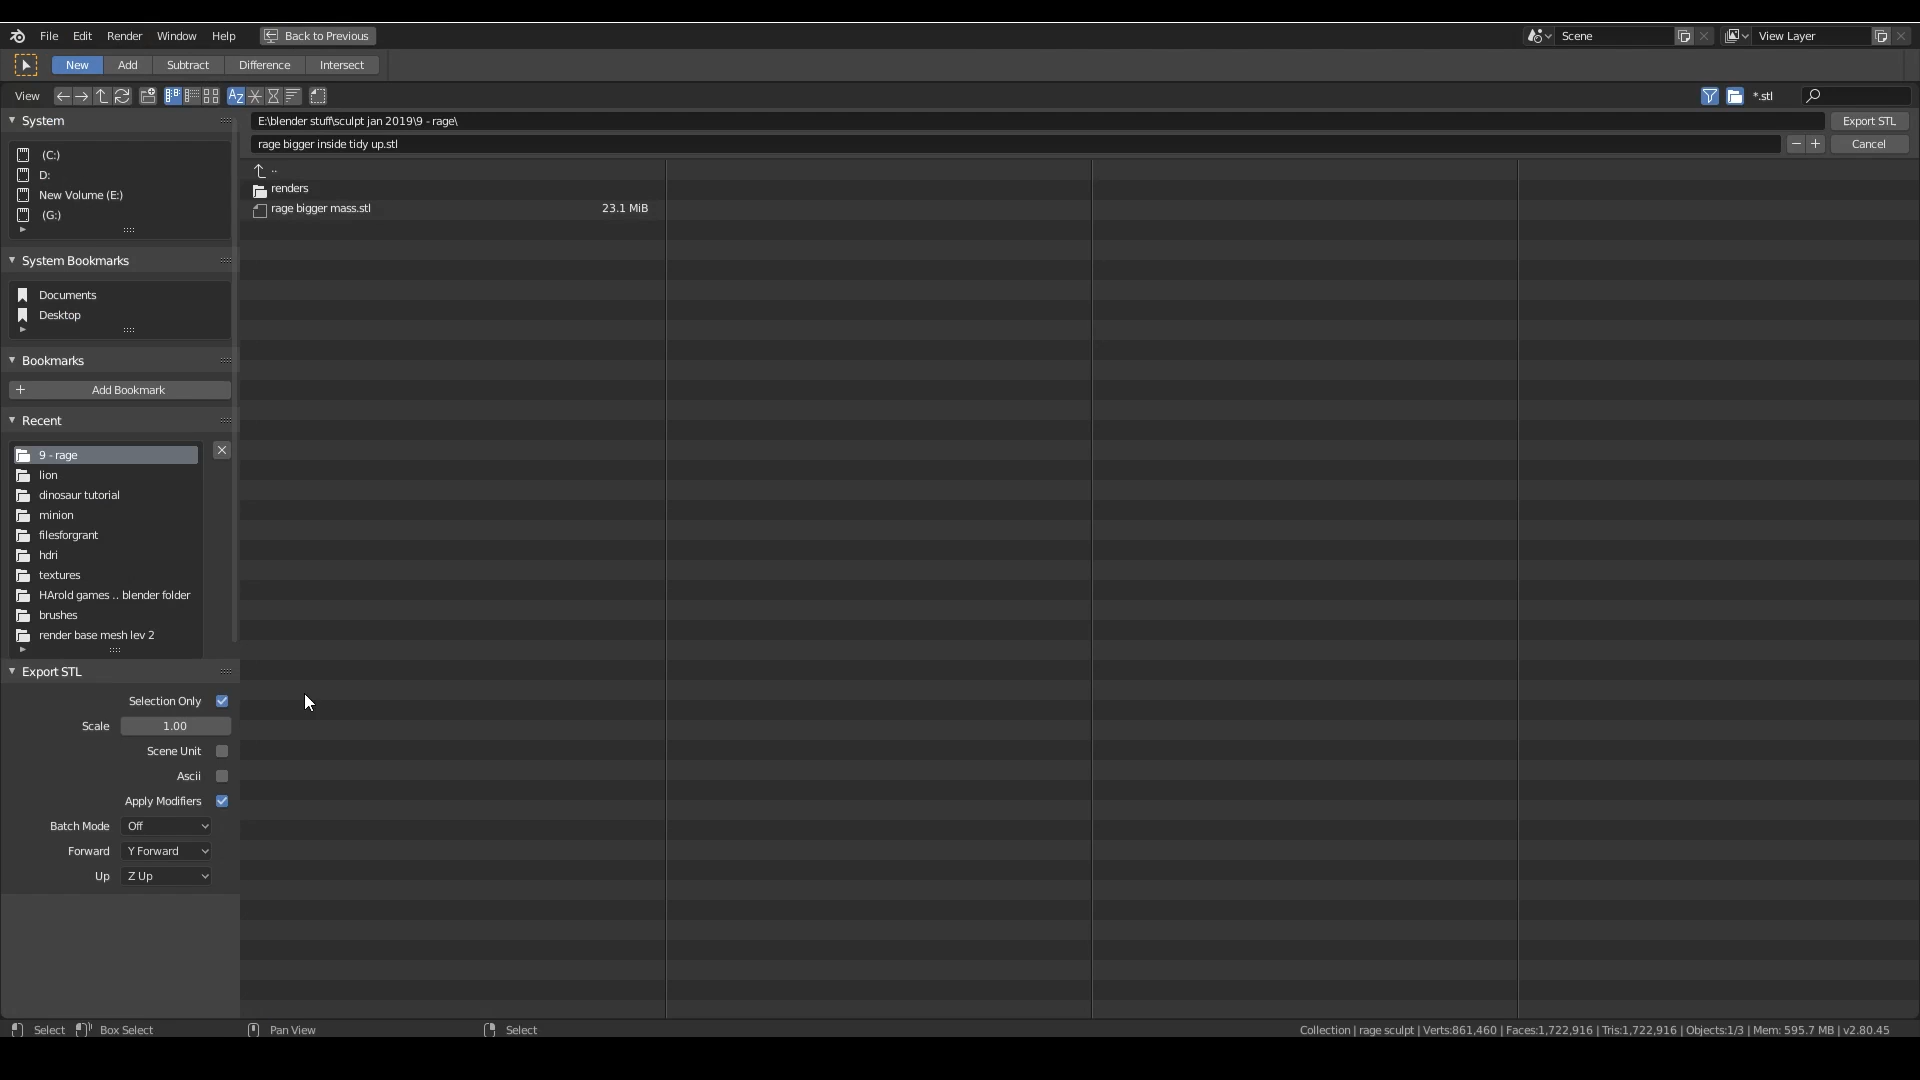 File Edit Render Window Help Back to Previous Scene View Layer
New Add Subtract Difference Intersect
View *.stl
System
(C:)
D:
New Volume (E:)
(G:)
System Bookmarks
Documents
Desktop
Bookmarks
Add Bookmark
Recent
9 - rage
lion
dinosaur tutorial
minion
filesforgrant
hdri
textures
HArold games .. blender folder
brushes
render base mesh lev 2
Export STL
Selection Only
Scale 1.00
Scene Unit
Ascii
Apply Modifiers
Batch Mode Off
Forward Y Forward
Up Z Up
E:\blender stuff\sculpt jan 2019\9 - rage\ Export STL
rage bigger inside tidy up.stl Cancel
..
renders
rage bigger mass.stl 23.1 MiB
Select Box Select Pan View Select Collection | rage sculpt | Verts:861,460 | Faces:1,722,916 | Tris:1,722,916 | Objects:1/3 | Mem: 595.7 MB | v2.80.45